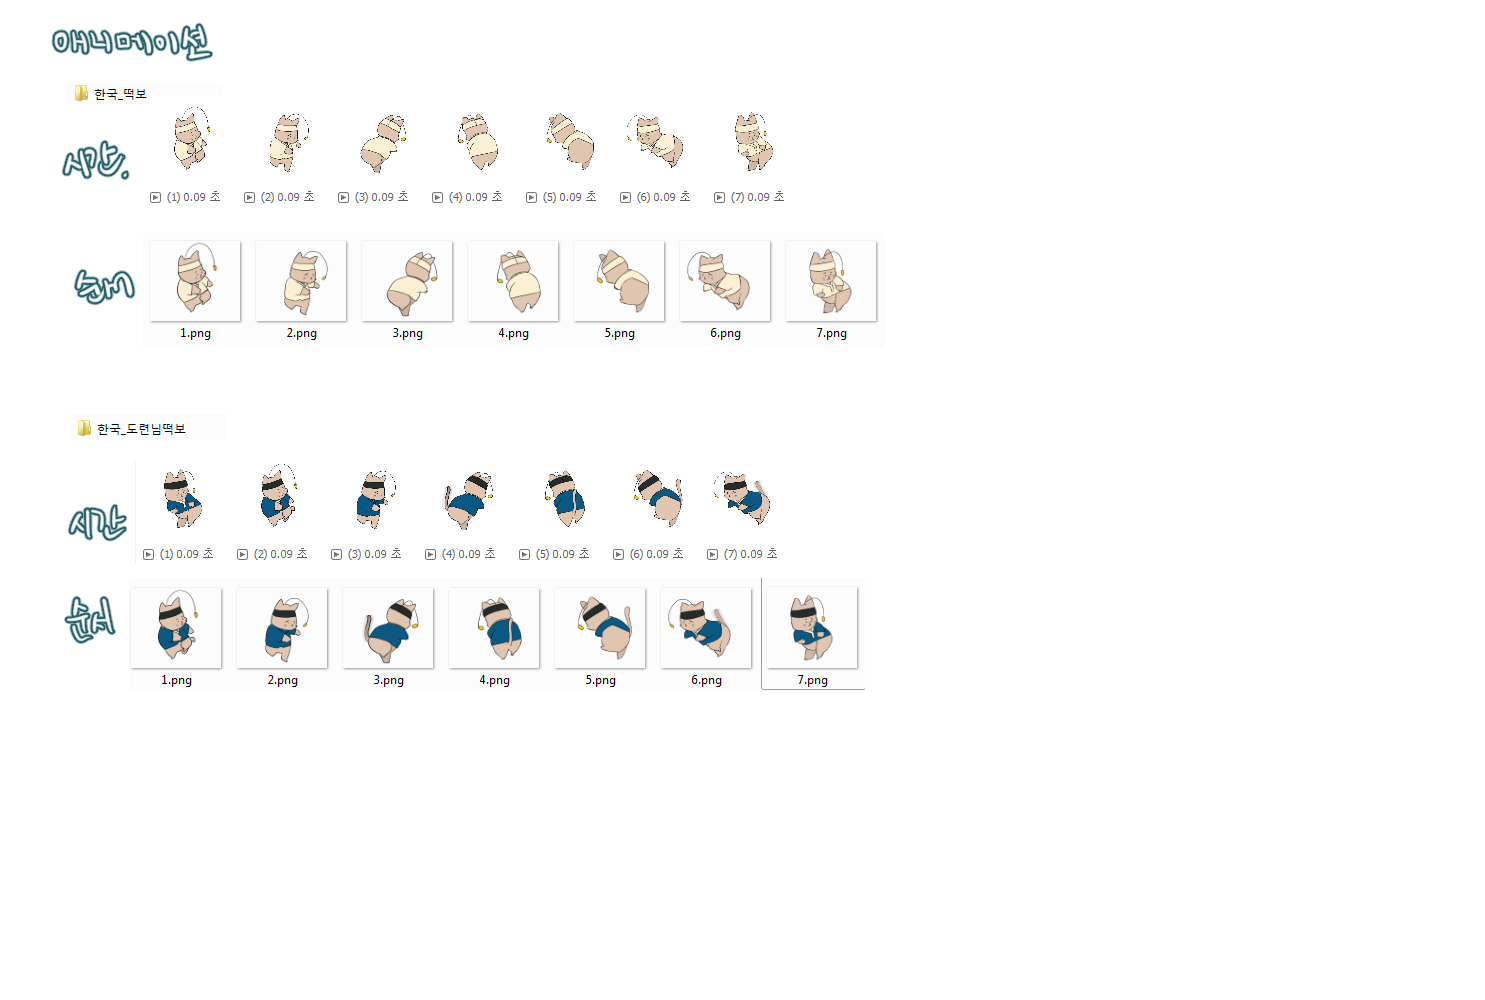 애니메이션
한국_떡보
시간.
(1) 0.09 초 (2) 0.09 초 (3) 0.09 초 (4) 0.09 초 (5) 0.09 초 (6) 0.09 초 (7) 0.09 초
순서
1.png 2.png 3.png 4.png 5.png 6.png 7.png
한국_도련님떡보
시간
(1) 0.09 초 (2) 0.09 초 (3) 0.09 초 (4) 0.09 초 (5) 0.09 초 (6) 0.09 초 (7) 0.09 초
순서
1.png 2.png 3.png 4.png 5.png 6.png 7.png